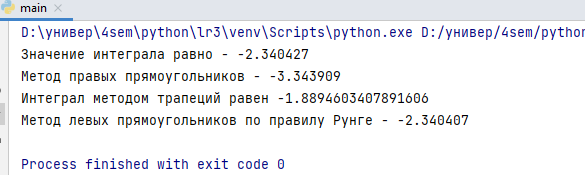 main ×
D:\универ\4sem\python\lr3\venv\Scripts\python.exe D:/универ/4sem/python
Значение интеграла равно - -2.340427
Метод правых прямоугольников - -3.343909
Интеграл методом трапеций равен -1.8894603407891606
Метод левых прямоугольников по правилу Рунге - -2.340407
Process finished with exit code 0